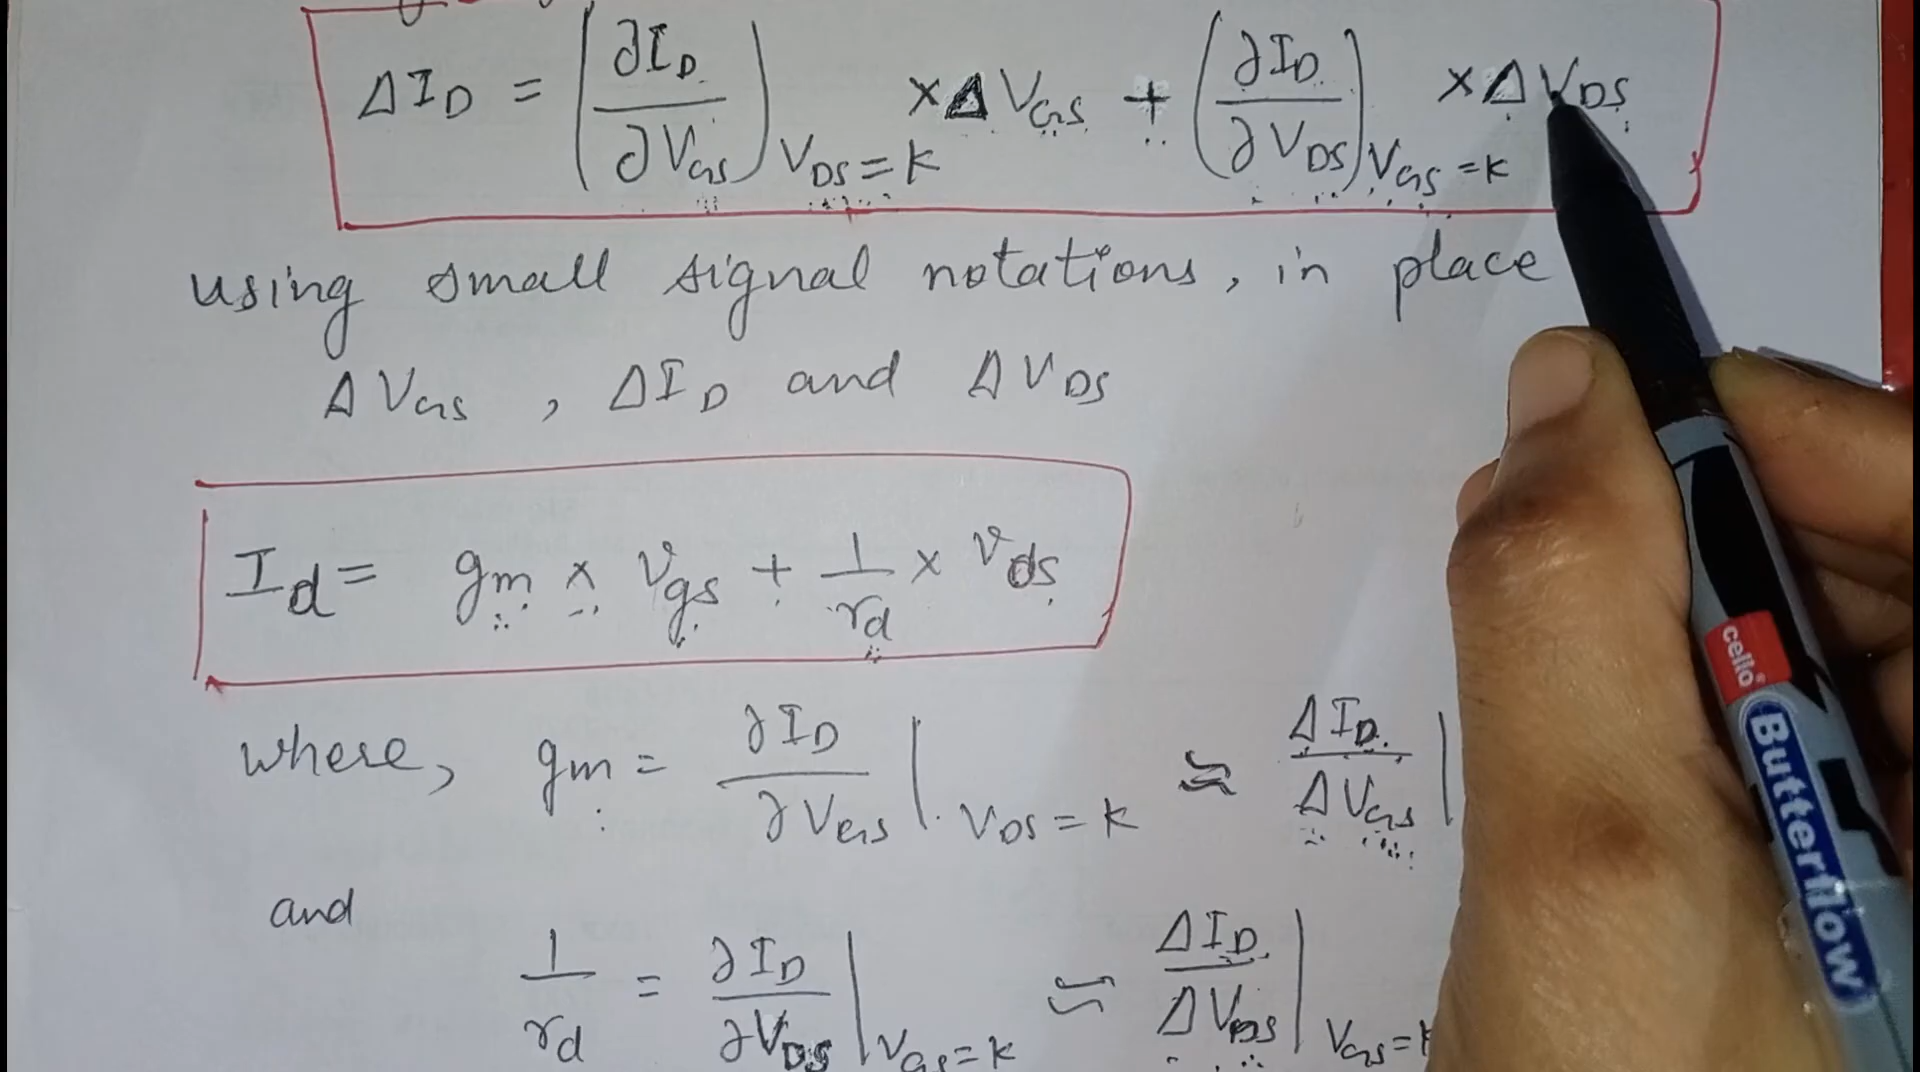 ΔI_D = (∂I_D / ∂V_GS)_{V_DS = K} × ΔV_GS + (∂I_D / ∂V_DS)_{V_GS = K} × ΔV_DS
using small signal notations, in place
ΔV_GS , ΔI_D and ΔV_DS
I_d = g_m × v_gs + 1/r_d × v_ds
where, g_m = ∂I_D / ∂V_GS |_{V_DS = K} ≈ ΔI_D / ΔV_GS |
and
1/r_d = ∂I_D / ∂V_DS |_{V_GS = K} ≈ ΔI_D / ΔV_DS |_{V_GS = K}
cello
Butterflow